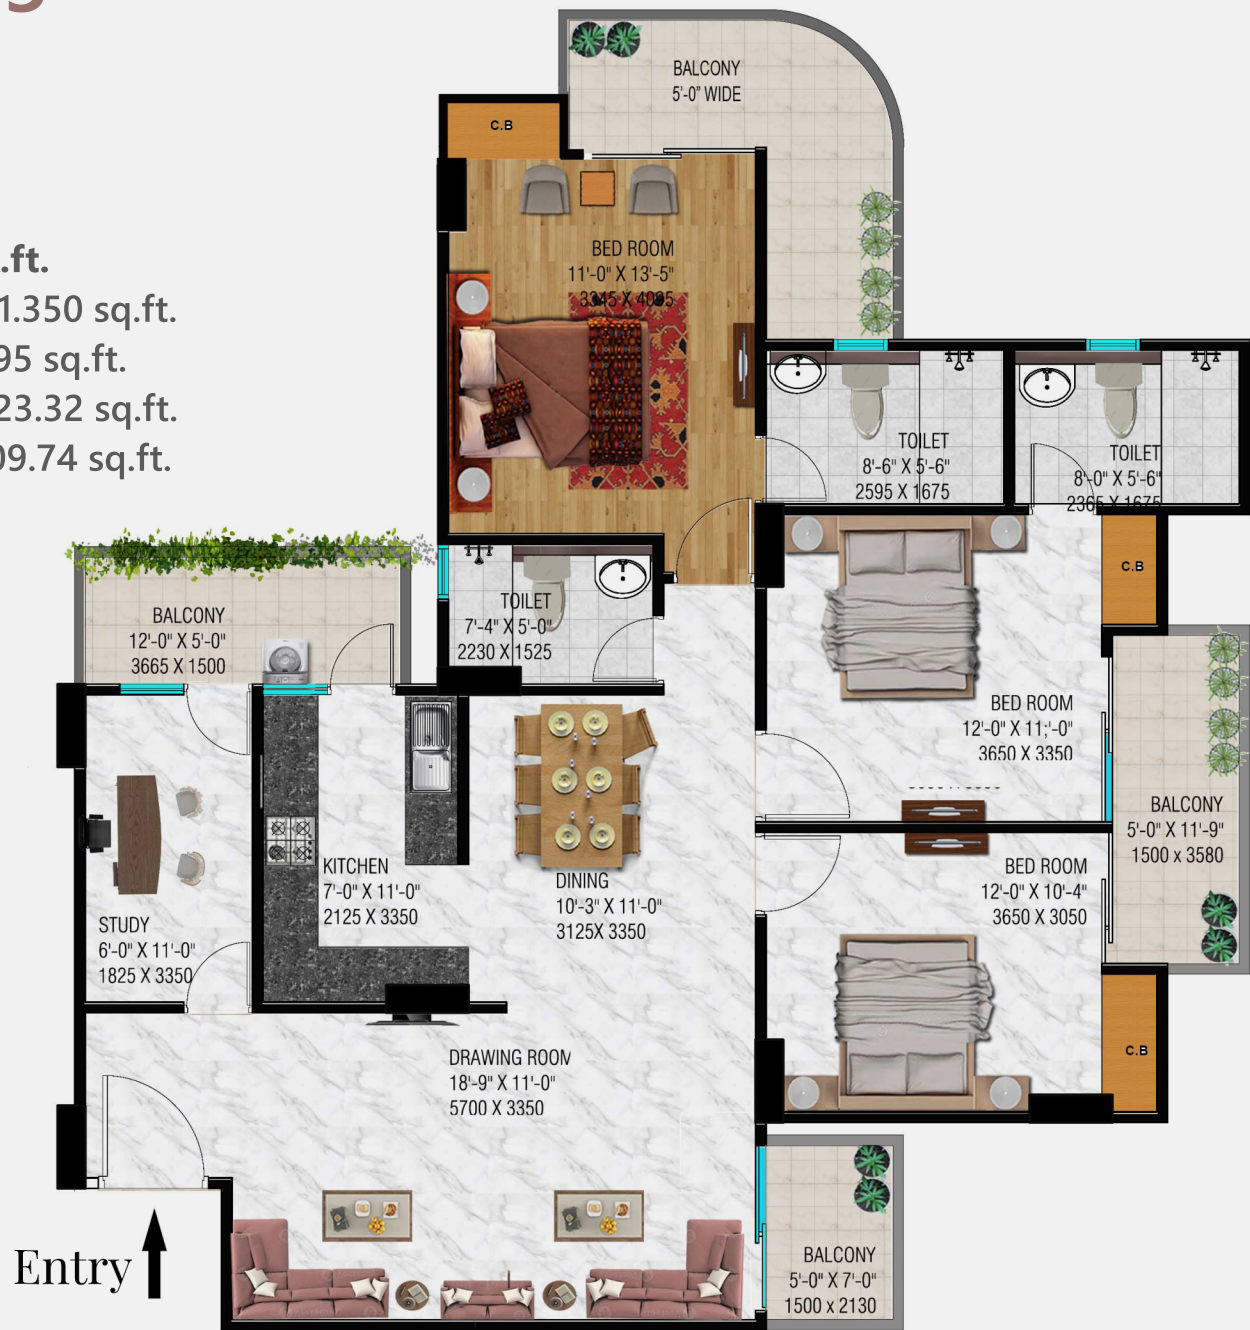 g
BALCONY
5'-0" WIDE
C.B
.ft.
1.350 sq.ft.
95 sq.ft.
23.32 sq.ft.
09.74 sq.ft.
BED ROOM
11'-0" X 13'-5"
3345 X 4095
TOILET
8'-6" X 5'-6"
2595 X 1675
TOILET
8'-0" X 5'-6"
2365 X 1675
BALCONY
12'-0" X 5'-0"
3665 X 1500
TOILET
7'-4" X 5'-0"
2230 X 1525
C.B
BED ROOM
12'-0" X 11;'-0"
3650 X 3350
BALCONY
5'-0" X 11'-9"
1500 x 3580
KITCHEN
7'-0" X 11'-0"
2125 X 3350
DINING
10'-3" X 11'-0"
3125X 3350
BED ROOM
12'-0" X 10'-4"
3650 X 3050
STUDY
6'-0" X 11'-0"
1825 X 3350
DRAWING ROOM
18'-9" X 11'-0"
5700 X 3350
C.B
Entry
BALCONY
5'-0" X 7'-0"
1500 x 2130